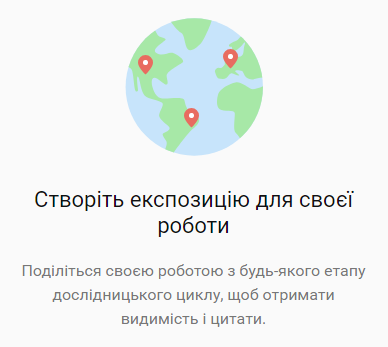 Створіть експозицію для своєї
роботи
Поділіться своєю роботою з будь-якого етапу
дослідницького циклу, щоб отримати
видимість і цитати.